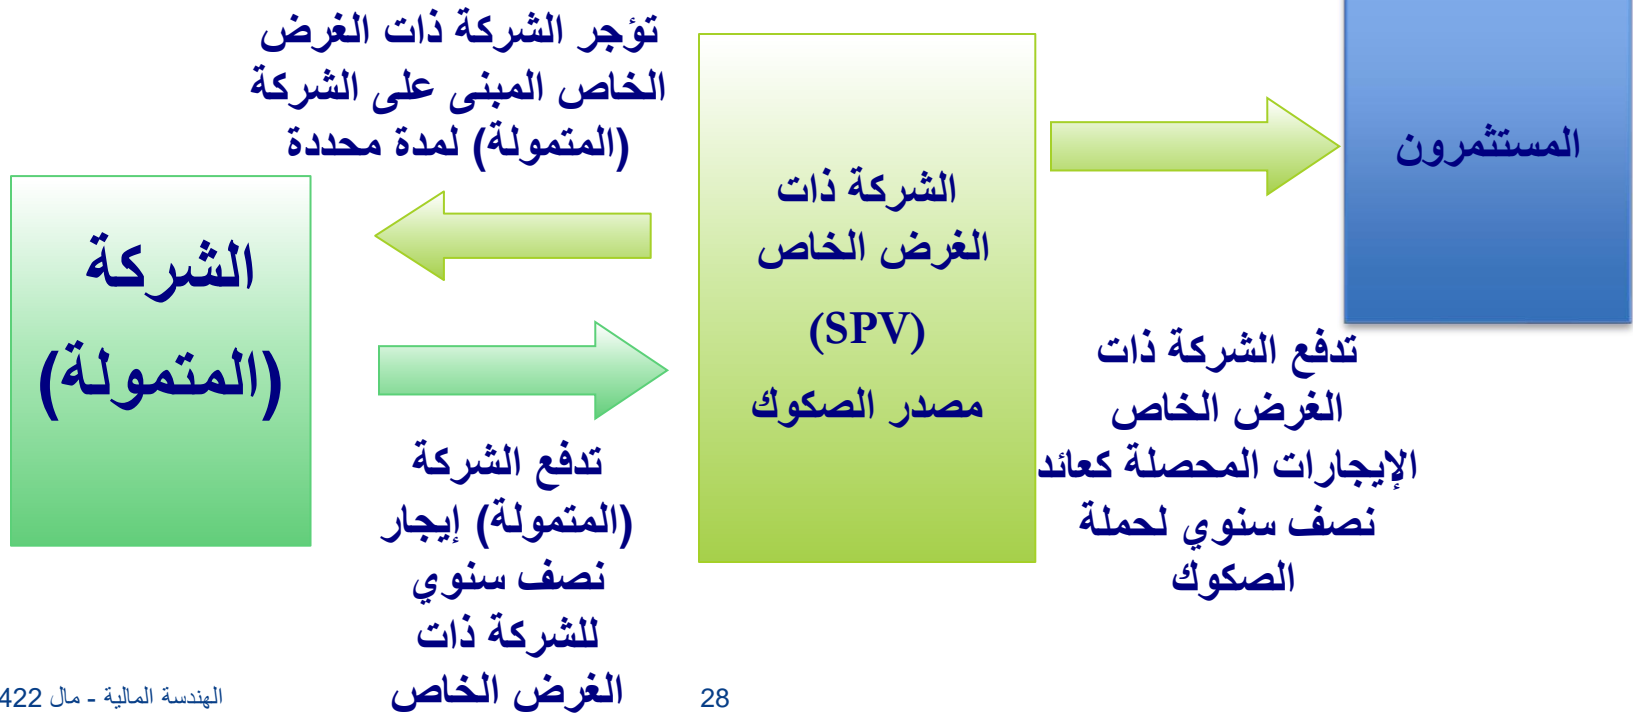 تؤجر الشركة ذات الغرض
الخاص المبنى على الشركة
(المتمولة) لمدة محددة
المستثمرون
الشركة ذات
الغرض الخاص
(SPV)
مصدر الصكوك
الشركة
(المتمولة)
تدفع الشركة ذات
الغرض الخاص
الإيجارات المحصلة كعائد
نصف سنوي لحملة
الصكوك
تدفع الشركة
(المتمولة) إيجار
نصف سنوي
للشركة ذات
الغرض الخاص
28
الهندسة المالية - مال 422